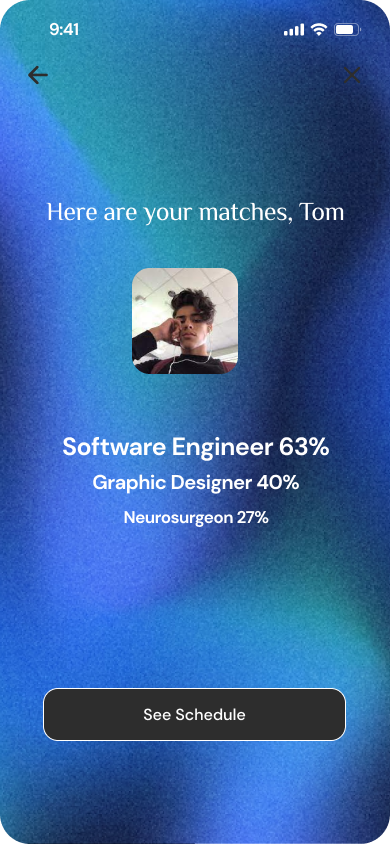 9:41
Here are your matches, Tom
Software Engineer 63%
Graphic Designer 40%
Neurosurgeon 27%
See Schedule